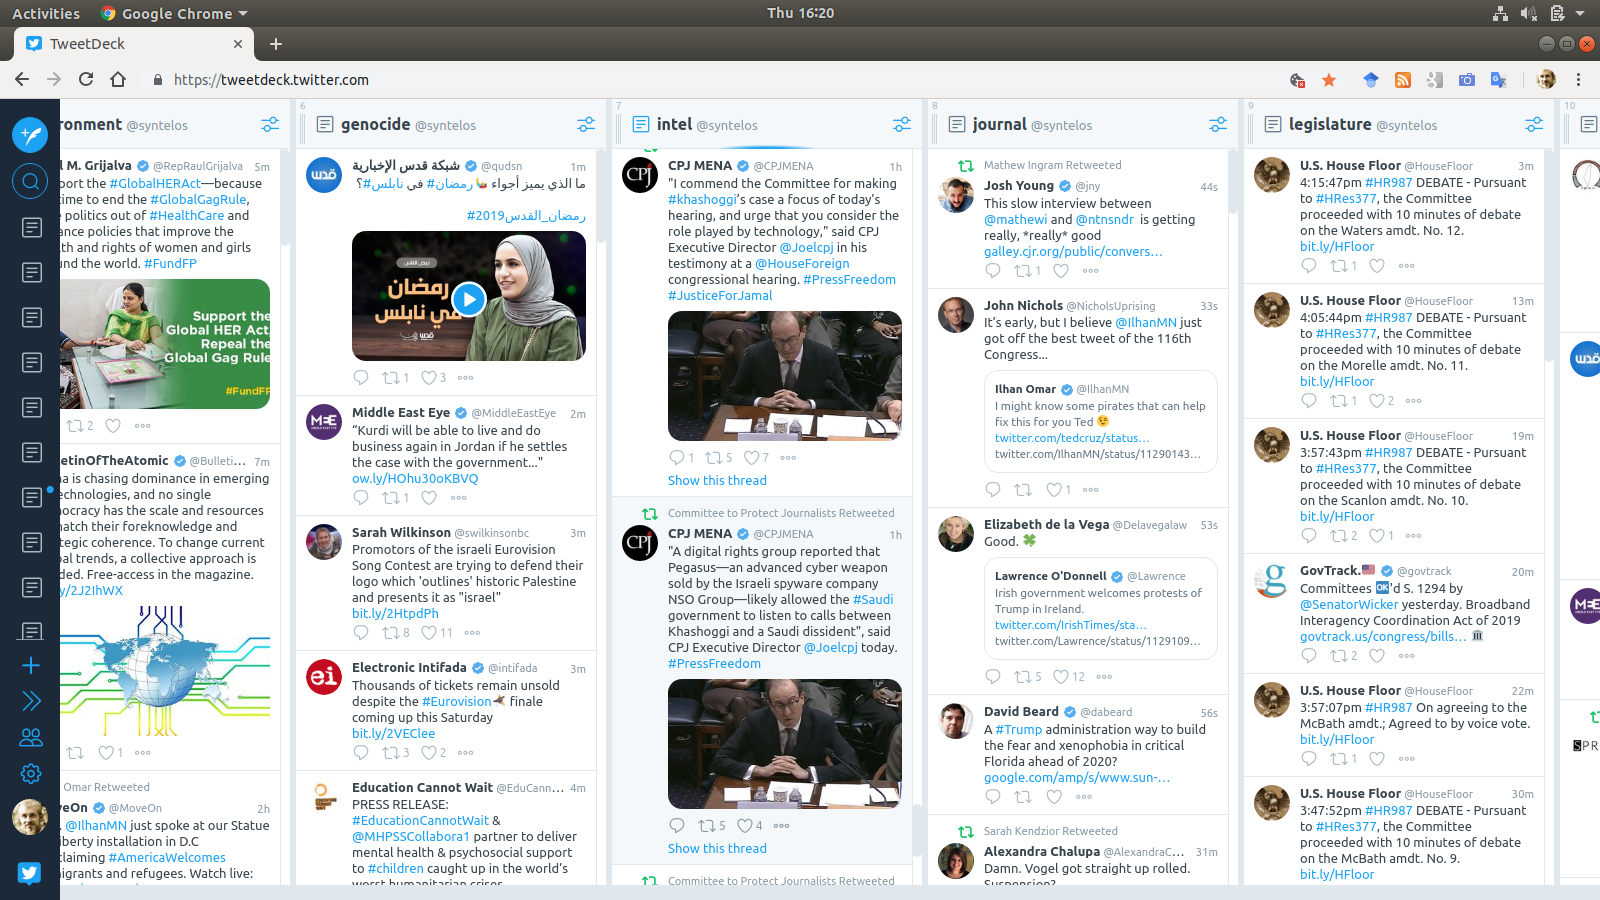 Activities
Google Chrome
Thu 16:20
TweetDeck
https://tweetdeck.twitter.com
ronment @syntelos
l M. Grijalva @RepRaulGrijalva 5m
port the #GlobalHERAct—because
time to end the #GlobalGagRule,
politics out of #HealthCare and
ance policies that improve the
lth and rights of women and girls
und the world. #FundFP
Support the
Global HER Act.
Repeal the
Global Gag Rule
#FundFP
2
letinOfTheAtomic @Bulleti... 7m
na is chasing dominance in emerging
echnologies, and no single
mocracy has the scale and resources
match their foreknowledge and
tegic coherence. To change current
bal trends, a collective approach is
ded. Free-access in the magazine.
y/2J2IhWX
1
Omar Retweeted
veOn @MoveOn 2h
. @IlhanMN just spoke at our Statue
iberty installation in D.C
claiming #AmericaWelcomes
migrants and refugees. Watch live:
6
genocide @syntelos
شبكة قدس الإخبارية @qudsn 1m
ما الذي يميز أجواء #رمضان في #نابلس؟
#رمضان_القدس2019
نبض الناس
رمضان
في نابلس
قدس
1 3
Middle East Eye @MiddleEastEye 2m
“Kurdi will be able to live and do
business again in Jordan if he settles
the case with the government..."
ow.ly/HOhu30oKBVQ
1
Sarah Wilkinson @swilkinsonbc 3m
Promotors of the israeli Eurovision
Song Contest are trying to defend their
logo which 'outlines' historic Palestine
and presents it as "israel"
bit.ly/2HtpdPh
8 11
Electronic Intifada @intifada 3m
Thousands of tickets remain unsold
despite the #Eurovision finale
coming up this Saturday
bit.ly/2VEClee
3 2
Education Cannot Wait @EduCann... 4m
PRESS RELEASE:
#EducationCannotWait &
@MHPSSCollabora1 partner to deliver
mental health & psychosocial support
to #children caught up in the world’s
worst humanitarian crises
7
intel @syntelos
CPJ MENA @CPJMENA 1h
"I commend the Committee for making
#khashoggi’s case a focus of today’s
hearing, and urge that you consider the
role played by technology," said CPJ
Executive Director @Joelcpj in his
testimony at a @HouseForeign
congressional hearing. #PressFreedom
#JusticeForJamal
1 5 7
Show this thread
Committee to Protect Journalists Retweeted
CPJ MENA @CPJMENA 1h
"A digital rights group reported that
Pegasus—an advanced cyber weapon
sold by the Israeli spyware company
NSO Group—likely allowed the #Saudi
government to listen to calls between
Khashoggi and a Saudi dissident", said
CPJ Executive Director @Joelcpj today.
#PressFreedom
5 4
Show this thread
Committee to Protect Journalists Retweeted
8
journal @syntelos
Mathew Ingram Retweeted
Josh Young @jny 44s
This slow interview between
@mathewi and @ntnsndr is getting
really, *really* good
galley.cjr.org/public/convers...
1
John Nichols @NicholsUprising 33s
It’s early, but I believe @IlhanMN just
got off the best tweet of the 116th
Congress...
Ilhan Omar @IlhanMN
I might know some pirates that can help
fix this for you Ted 😉
twitter.com/tedcruz/status...
twitter.com/IlhanMN/status/11290143...
1
Elizabeth de la Vega @Delavegalaw 53s
Good. 🍀
Lawrence O'Donnell @Lawrence
Irish government welcomes protests of
Trump in Ireland.
twitter.com/IrishTimes/sta...
twitter.com/Lawrence/status/1129109...
5 12
David Beard @dabeard 56s
A #Trump administration way to build
the fear and xenophobia in critical
Florida ahead of 2020?
google.com/amp/s/www.sun-...
Sarah Kendzior Retweeted
Alexandra Chalupa @AlexandraC... 31m
Damn. Vogel got straight up rolled.
Suspension?
9
legislature @syntelos
U.S. House Floor @HouseFloor 3m
4:15:47pm #HR987 DEBATE - Pursuant
to #HRes377, the Committee
proceeded with 10 minutes of debate
on the Waters amdt. No. 12.
bit.ly/HFloor
1
U.S. House Floor @HouseFloor 13m
4:05:44pm #HR987 DEBATE - Pursuant
to #HRes377, the Committee
proceeded with 10 minutes of debate
on the Morelle amdt. No. 11.
bit.ly/HFloor
1 2
U.S. House Floor @HouseFloor 19m
3:57:43pm #HR987 DEBATE - Pursuant
to #HRes377, the Committee
proceeded with 10 minutes of debate
on the Scanlon amdt. No. 10.
bit.ly/HFloor
2 1
GovTrack.🇺🇸 @govtrack 20m
Committees 🆗'd S. 1294 by
@SenatorWicker yesterday. Broadband
Interagency Coordination Act of 2019
govtrack.us/congress/bills... 🏛
2
U.S. House Floor @HouseFloor 22m
3:57:07pm #HR987 On agreeing to the
McBath amdt.; Agreed to by voice vote.
bit.ly/HFloor
1
U.S. House Floor @HouseFloor 30m
3:47:52pm #HR987 DEBATE - Pursuant
to #HRes377, the Committee
proceeded with 10 minutes of debate
on the McBath amdt. No. 9.
bit.ly/HFloor
10
قدس
MEE
SPR